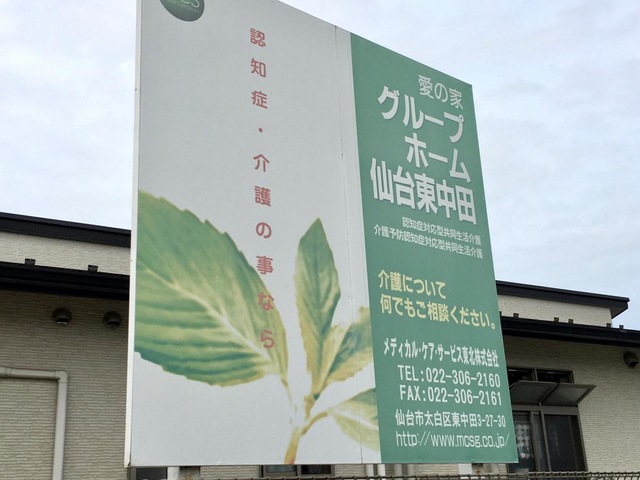 認知症・介護の事なら
愛の家
グループ
ホーム
仙台東中田
認知症対応型共同生活介護
介護予防認知症対応型共同生活介護
介護について
何でもご相談ください。
メディカル・ケア・サービス東北株式会社
TEL:022-306-2160
FAX:022-306-2161
仙台市太白区東中田3-27-30
http://www.mcsg.co.jp/